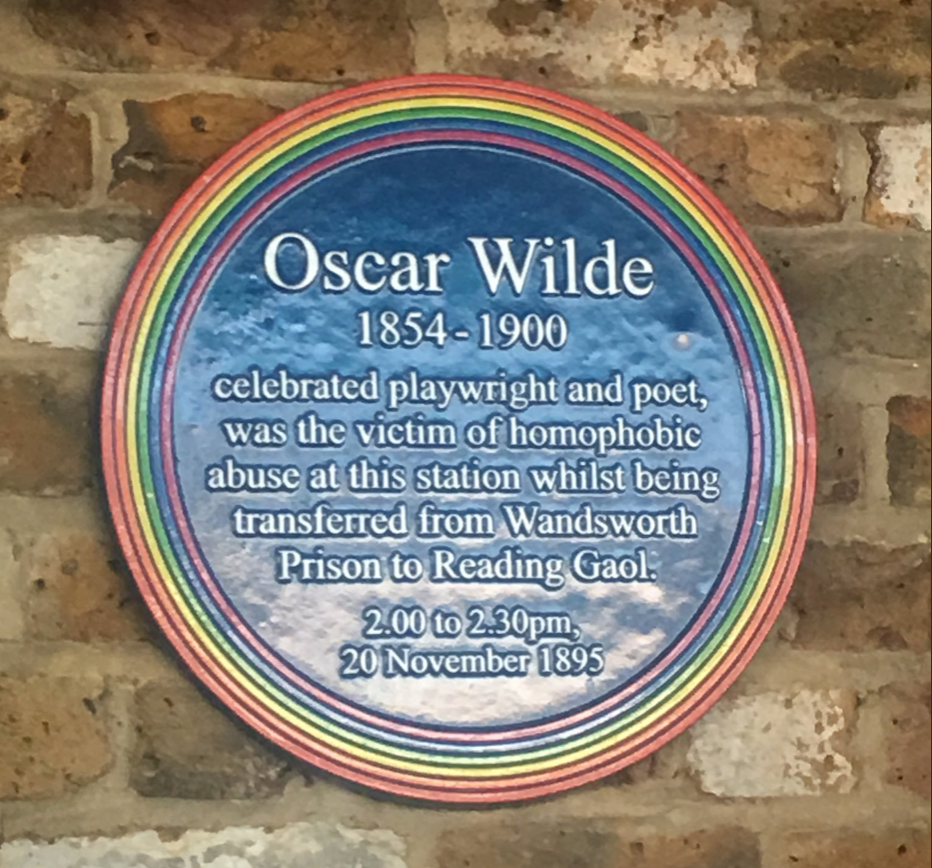 Oscar Wilde
1854 - 1900
celebrated playwright and poet,
was the victim of homophobic
abuse at this station whilst being
transferred from Wandsworth
Prison to Reading Gaol.
2.00 to 2.30pm,
20 November 1895